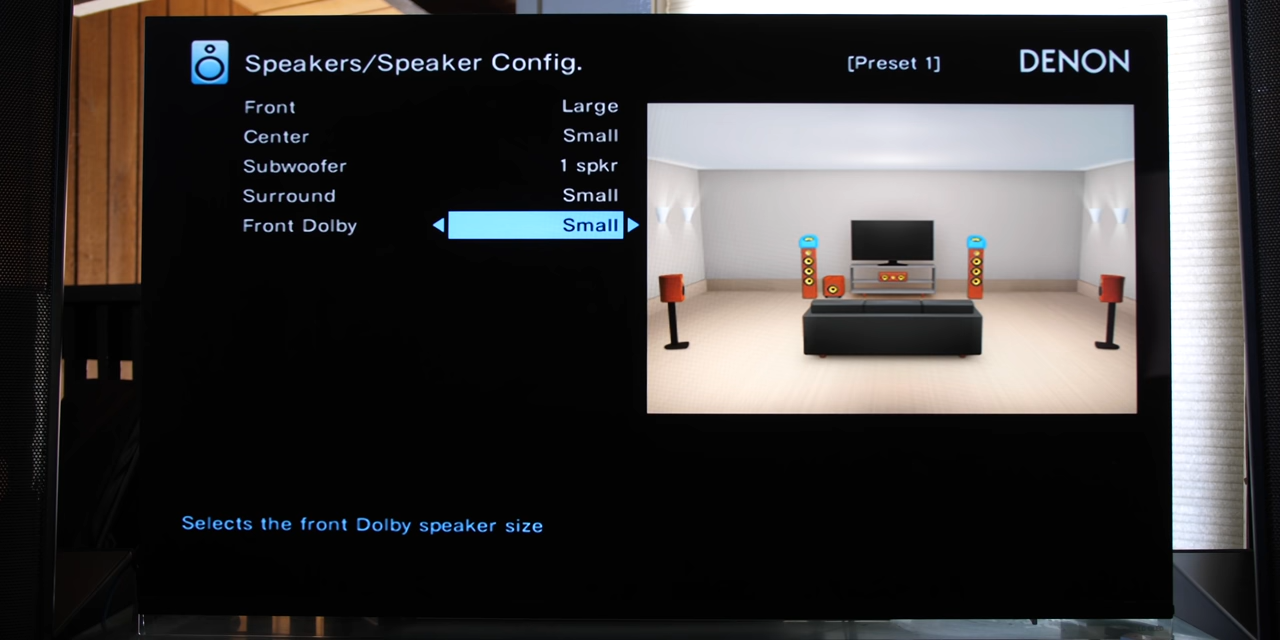 Speakers/Speaker Config. [Preset 1] DENON
Front Large
Center Small
Subwoofer 1 spkr
Surround Small
Front Dolby Small
Selects the front Dolby speaker size